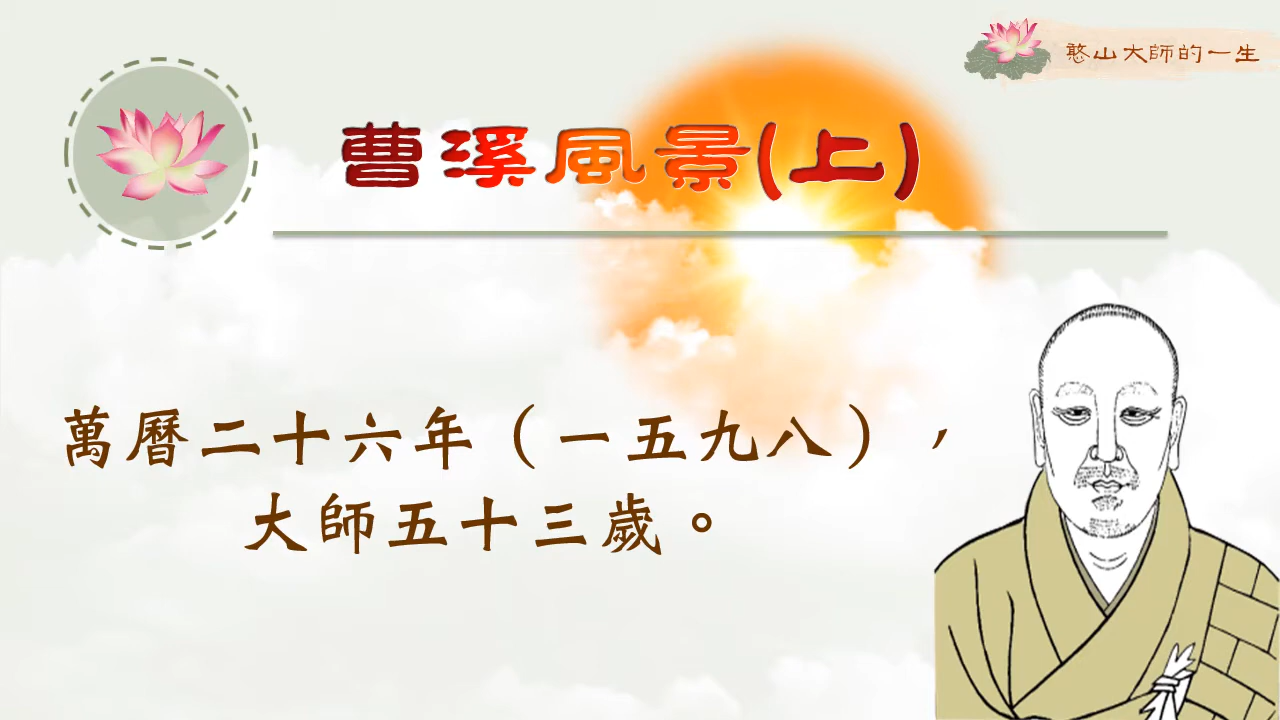 憨山大師的一生
曹溪風景(上)
萬曆二十六年（一五九八），
大師五十三歲。